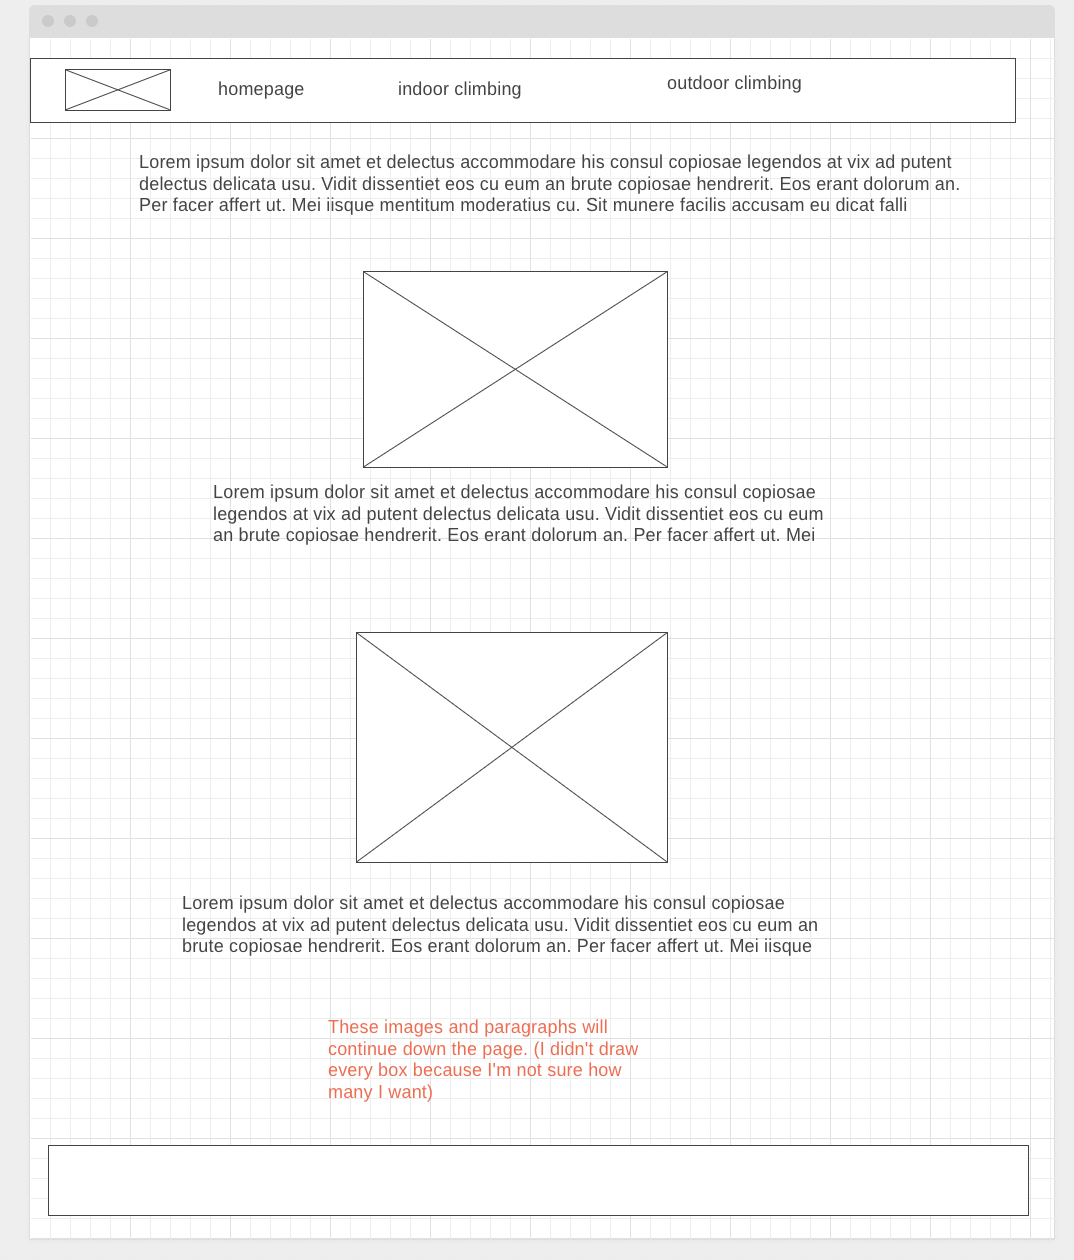 homepage
indoor climbing
outdoor climbing
Lorem ipsum dolor sit amet et delectus accommodare his consul copiosae legendos at vix ad putent
delectus delicata usu. Vidit dissentiet eos cu eum an brute copiosae hendrerit. Eos erant dolorum an.
Per facer affert ut. Mei iisque mentitum moderatius cu. Sit munere facilis accusam eu dicat falli
Lorem ipsum dolor sit amet et delectus accommodare his consul copiosae
legendos at vix ad putent delectus delicata usu. Vidit dissentiet eos cu eum
an brute copiosae hendrerit. Eos erant dolorum an. Per facer affert ut. Mei
Lorem ipsum dolor sit amet et delectus accommodare his consul copiosae
legendos at vix ad putent delectus delicata usu. Vidit dissentiet eos cu eum an
brute copiosae hendrerit. Eos erant dolorum an. Per facer affert ut. Mei iisque
These images and paragraphs will
continue down the page. (I didn't draw
every box because I'm not sure how
many I want)